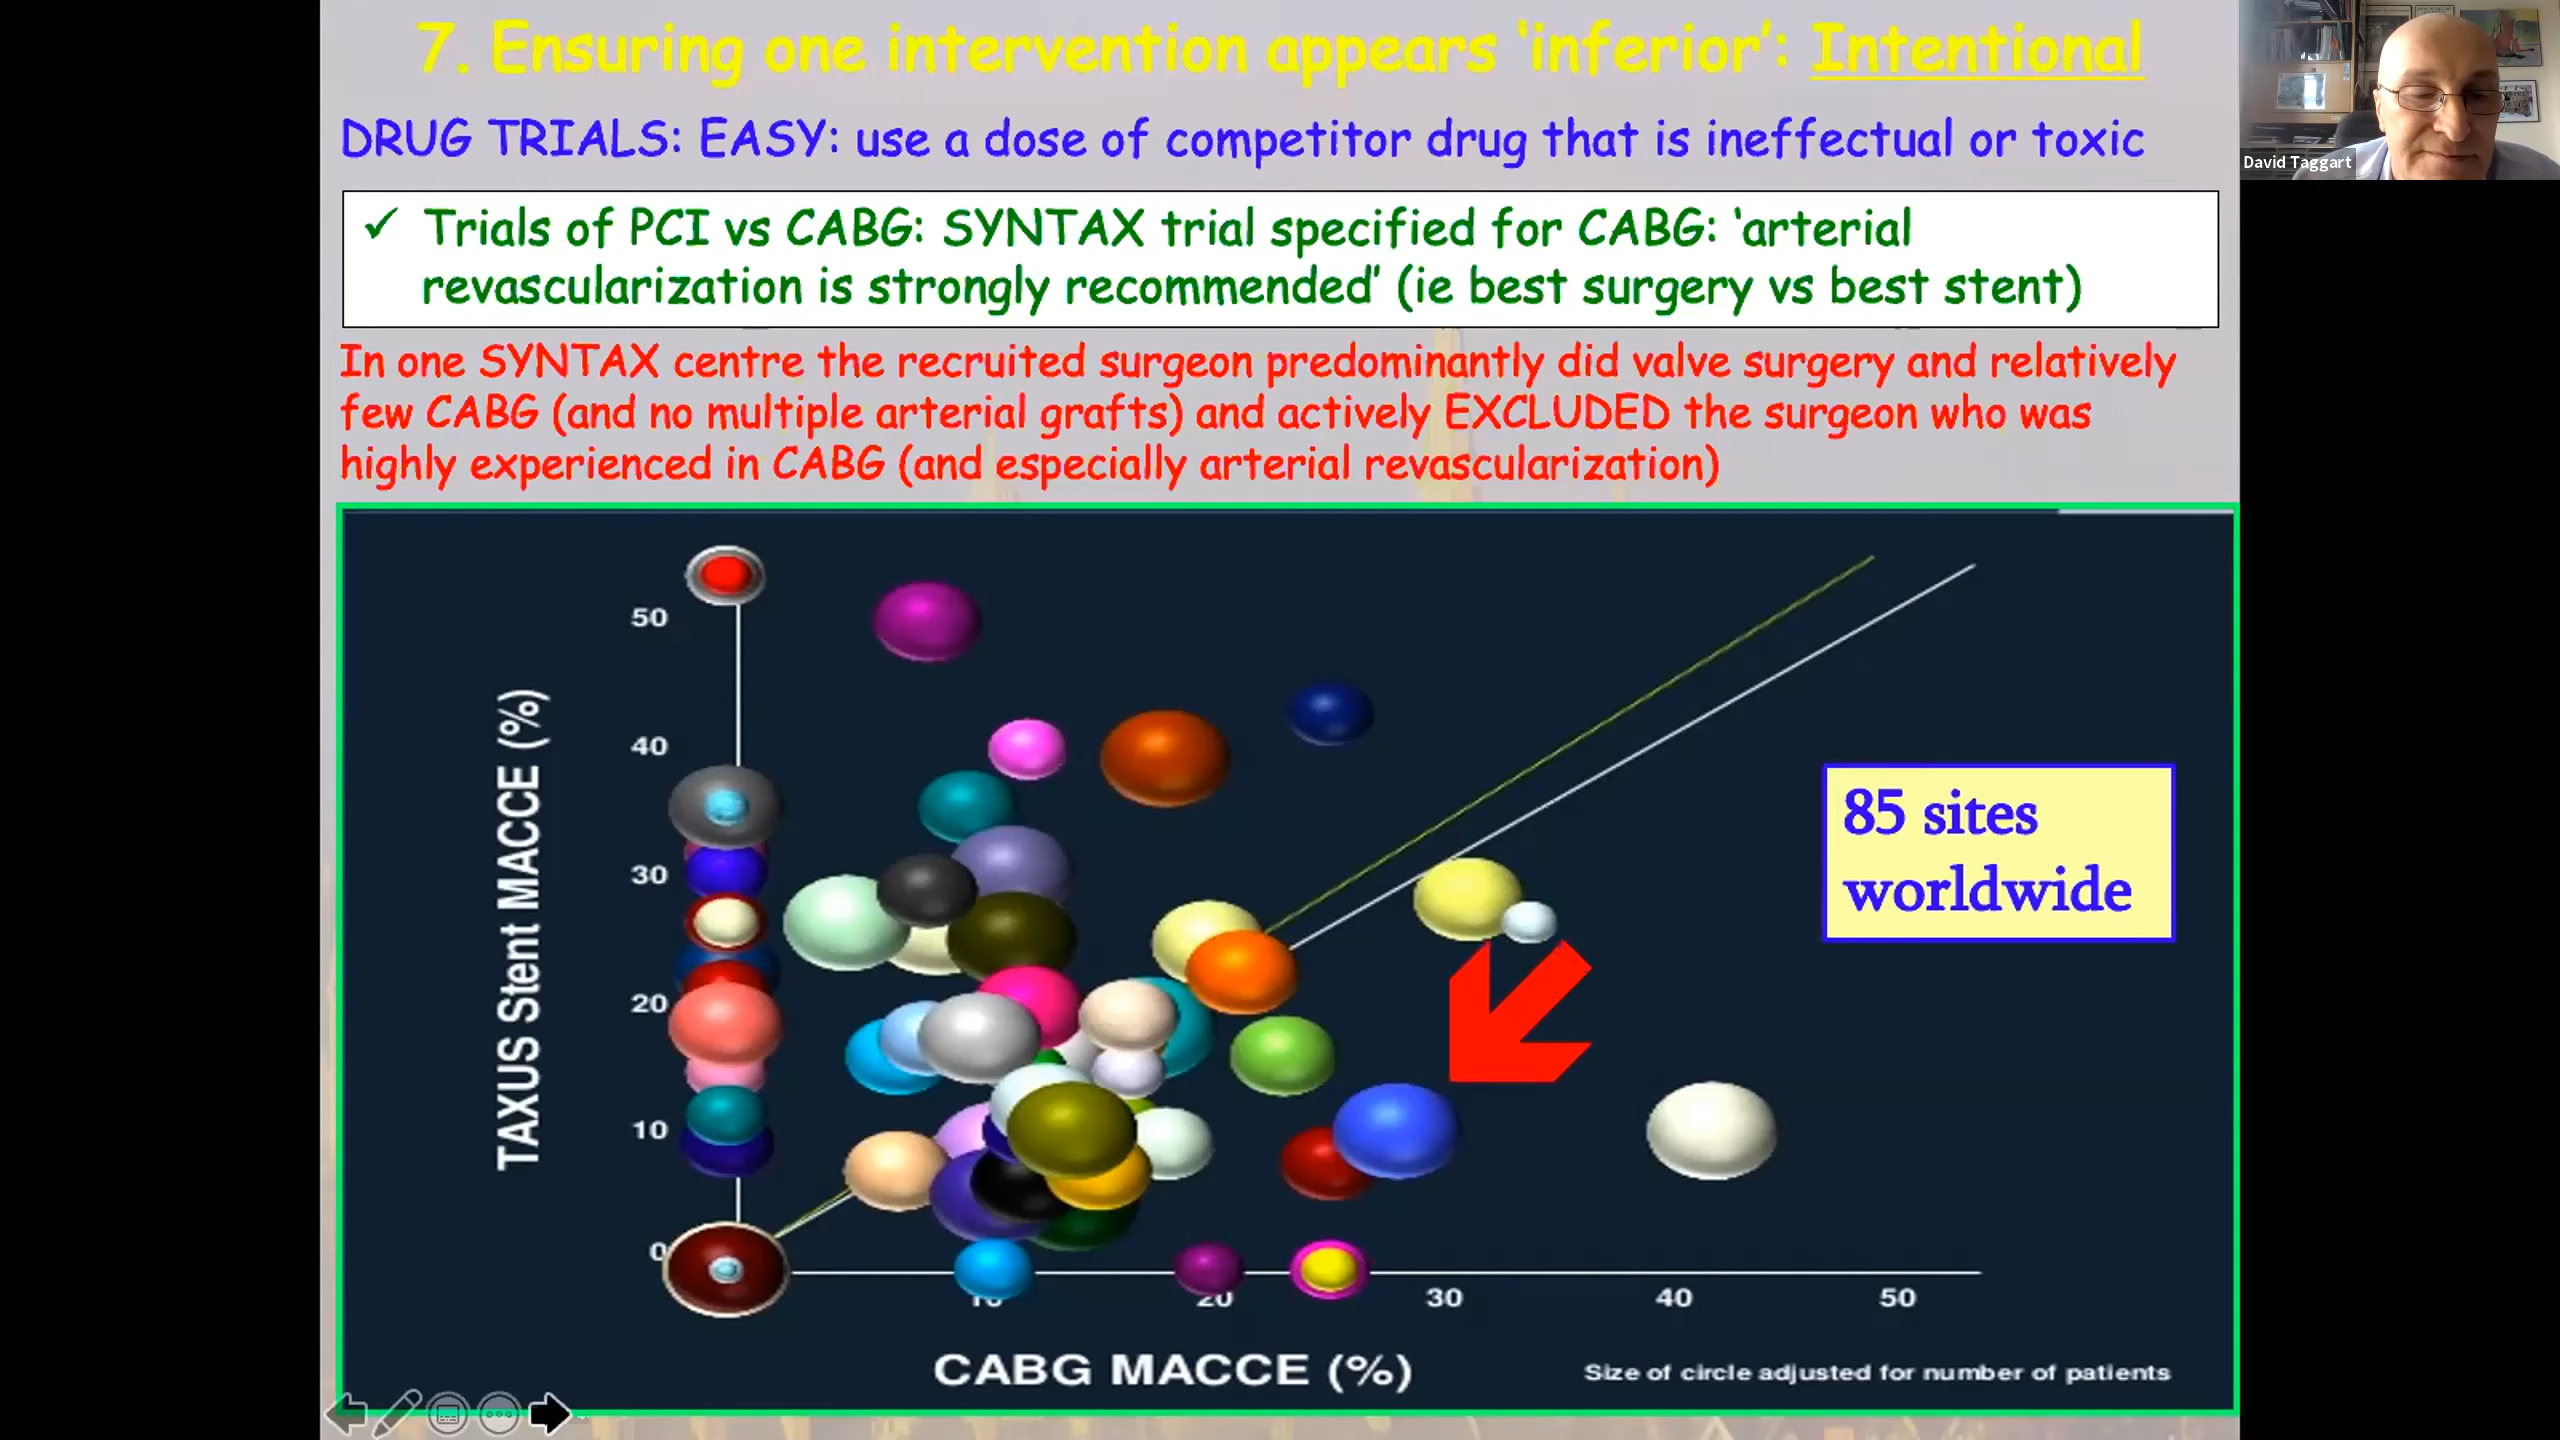 7. Ensuring one intervention appears ‘inferior’: Intentional
David Taggart
DRUG TRIALS: EASY: use a dose of competitor drug that is ineffectual or toxic
✓ Trials of PCI vs CABG: SYNTAX trial specified for CABG: ‘arterial
revascularization is strongly recommended’ (ie best surgery vs best stent)
In one SYNTAX centre the recruited surgeon predominantly did valve surgery and relatively
few CABG (and no multiple arterial grafts) and actively EXCLUDED the surgeon who was
highly experienced in CABG (and especially arterial revascularization)
TAXUS Stent MACCE (%)
50
40
30
20
10
0
85 sites
worldwide
10
20
30
40
50
CABG MACCE (%)
Size of circle adjusted for number of patients